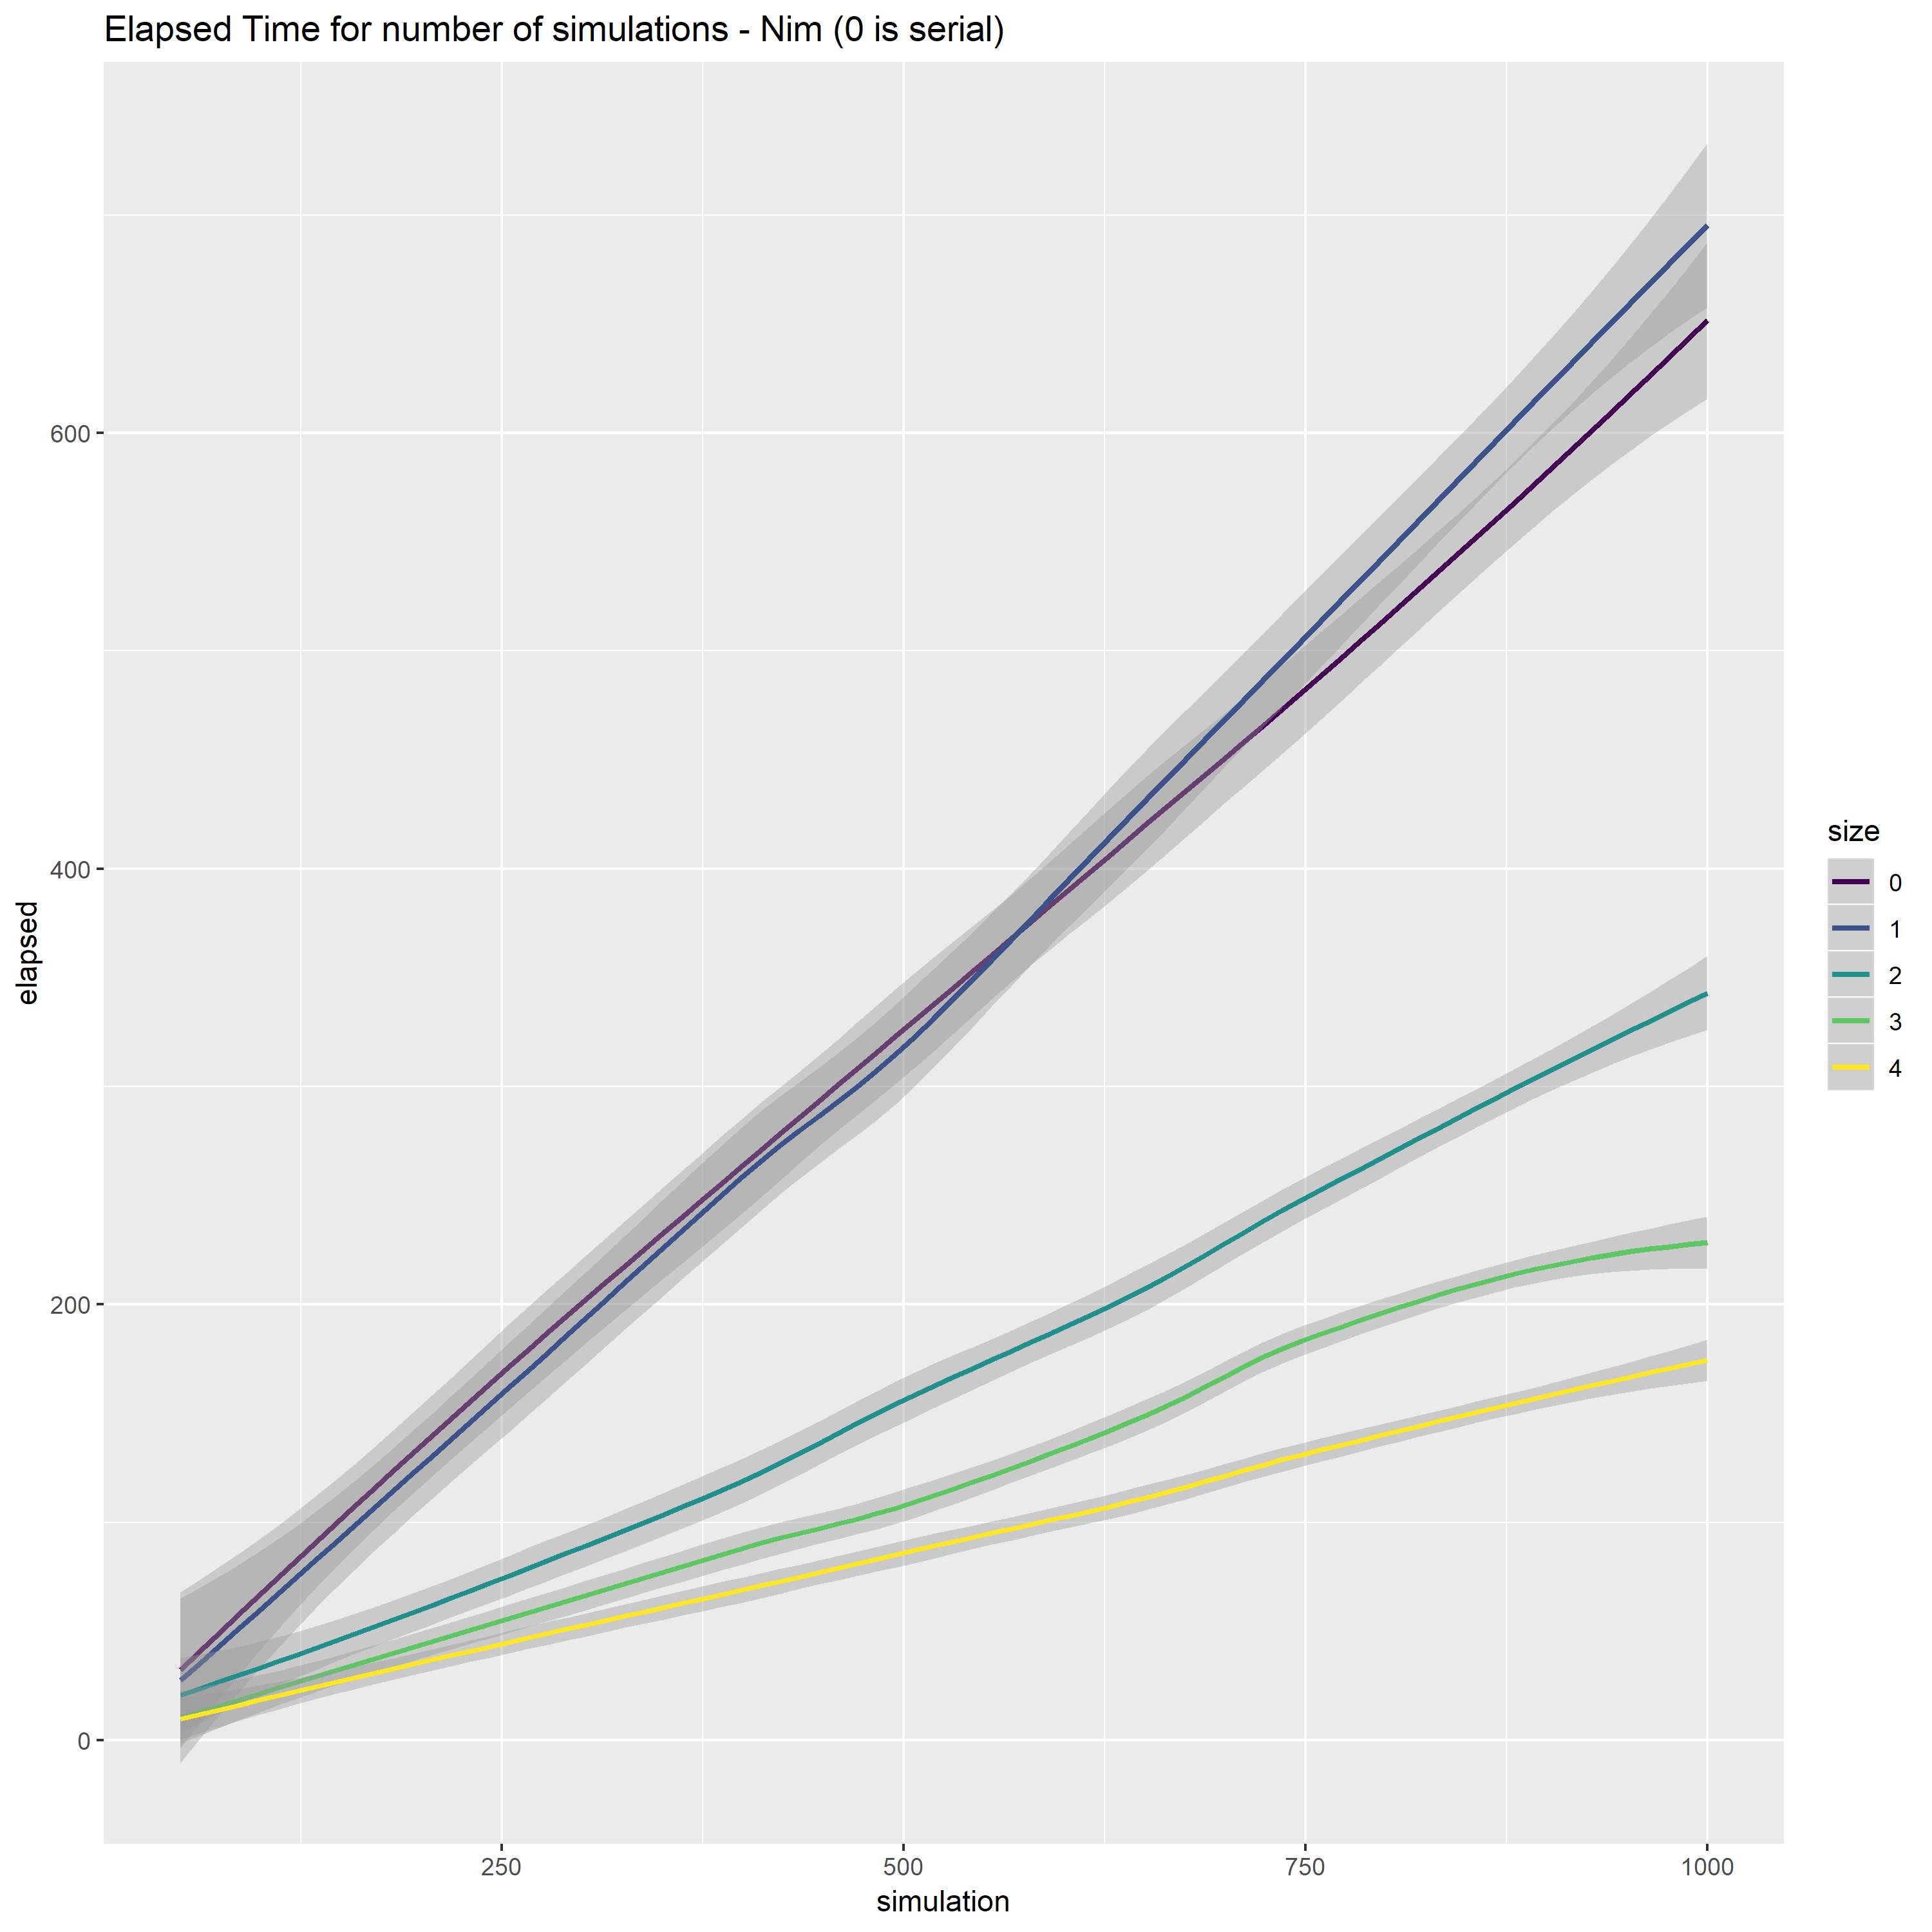 Elapsed Time for number of simulations - Nim (0 is serial)
600
400
200
0
elapsed
250 500 750 1000
simulation
size
0
1
2
3
4